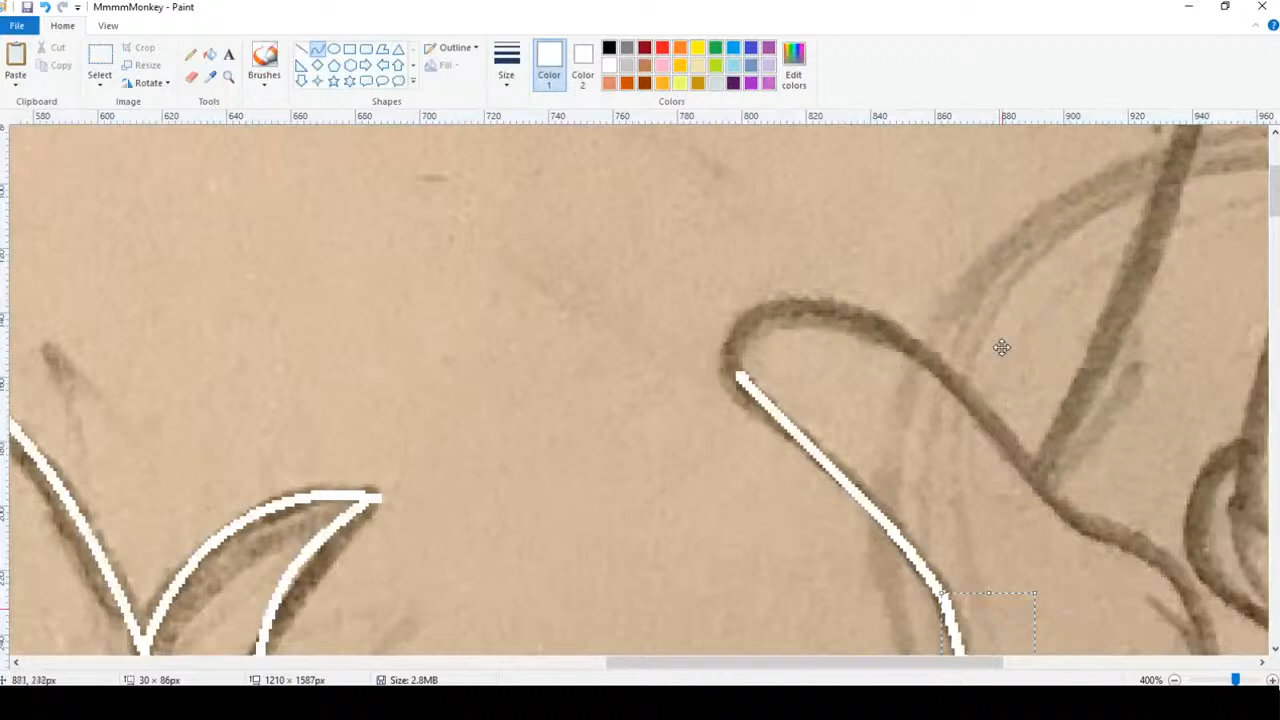 MmmmMonkey - Paint
File Home View
Paste Cut Copy Clipboard
Select Crop Resize Rotate Image
A Tools
Brushes
Outline Fill Shapes
Size
Color 1 Color 2 Edit colors Colors
580 600 620 640 660 680 700 720 740 760 780 800 820 840 860 880 900 920 940 960
30 × 86px 1210 × 1587px Size: 2.8MB 400%